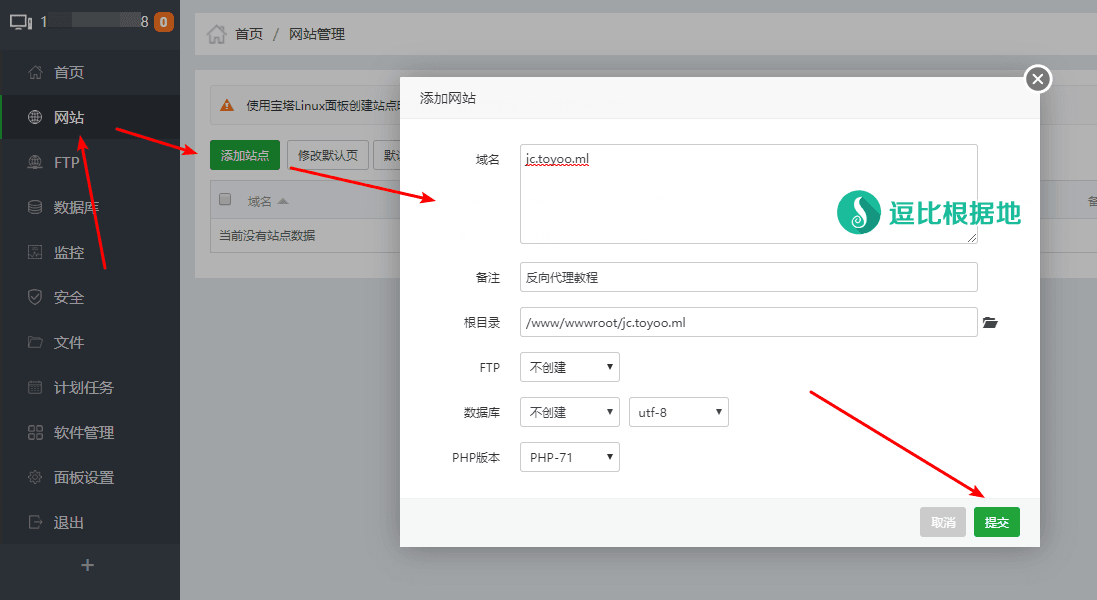 1 8 0
首页
网站
FTP
数据库
监控
安全
文件
计划任务
软件管理
面板设置
退出
首页 / 网站管理
使用宝塔Linux面板创建站点
添加站点 修改默认页
域名
当前没有站点数据
添加网站
域名 jc.toyoo.ml
逗比根据地
备注 反向代理教程
根目录 /www/wwwroot/jc.toyoo.ml
FTP 不创建
数据库 不创建 utf-8
PHP版本 PHP-71
取消 提交